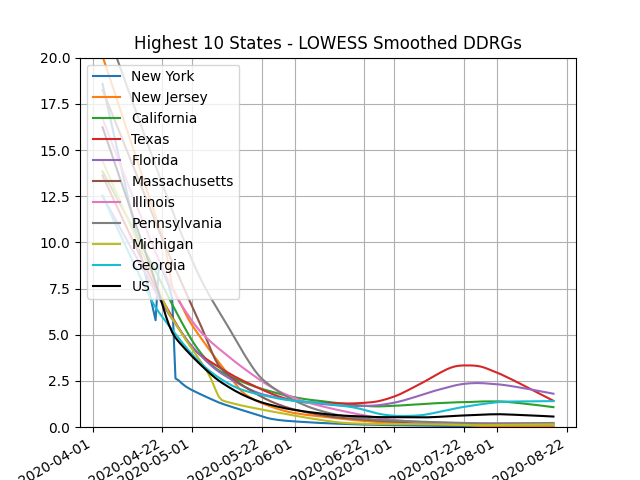 Highest 10 States - LOWESS Smoothed DDRGs
20.0
17.5
15.0
12.5
10.0
7.5
5.0
2.5
0.0
New York
New Jersey
California
Texas
Florida
Massachusetts
Illinois
Pennsylvania
Michigan
Georgia
US
2020-04-01
2020-04-22
2020-05-01
2020-05-22
2020-06-01
2020-06-22
2020-07-01
2020-07-22
2020-08-01
2020-08-22